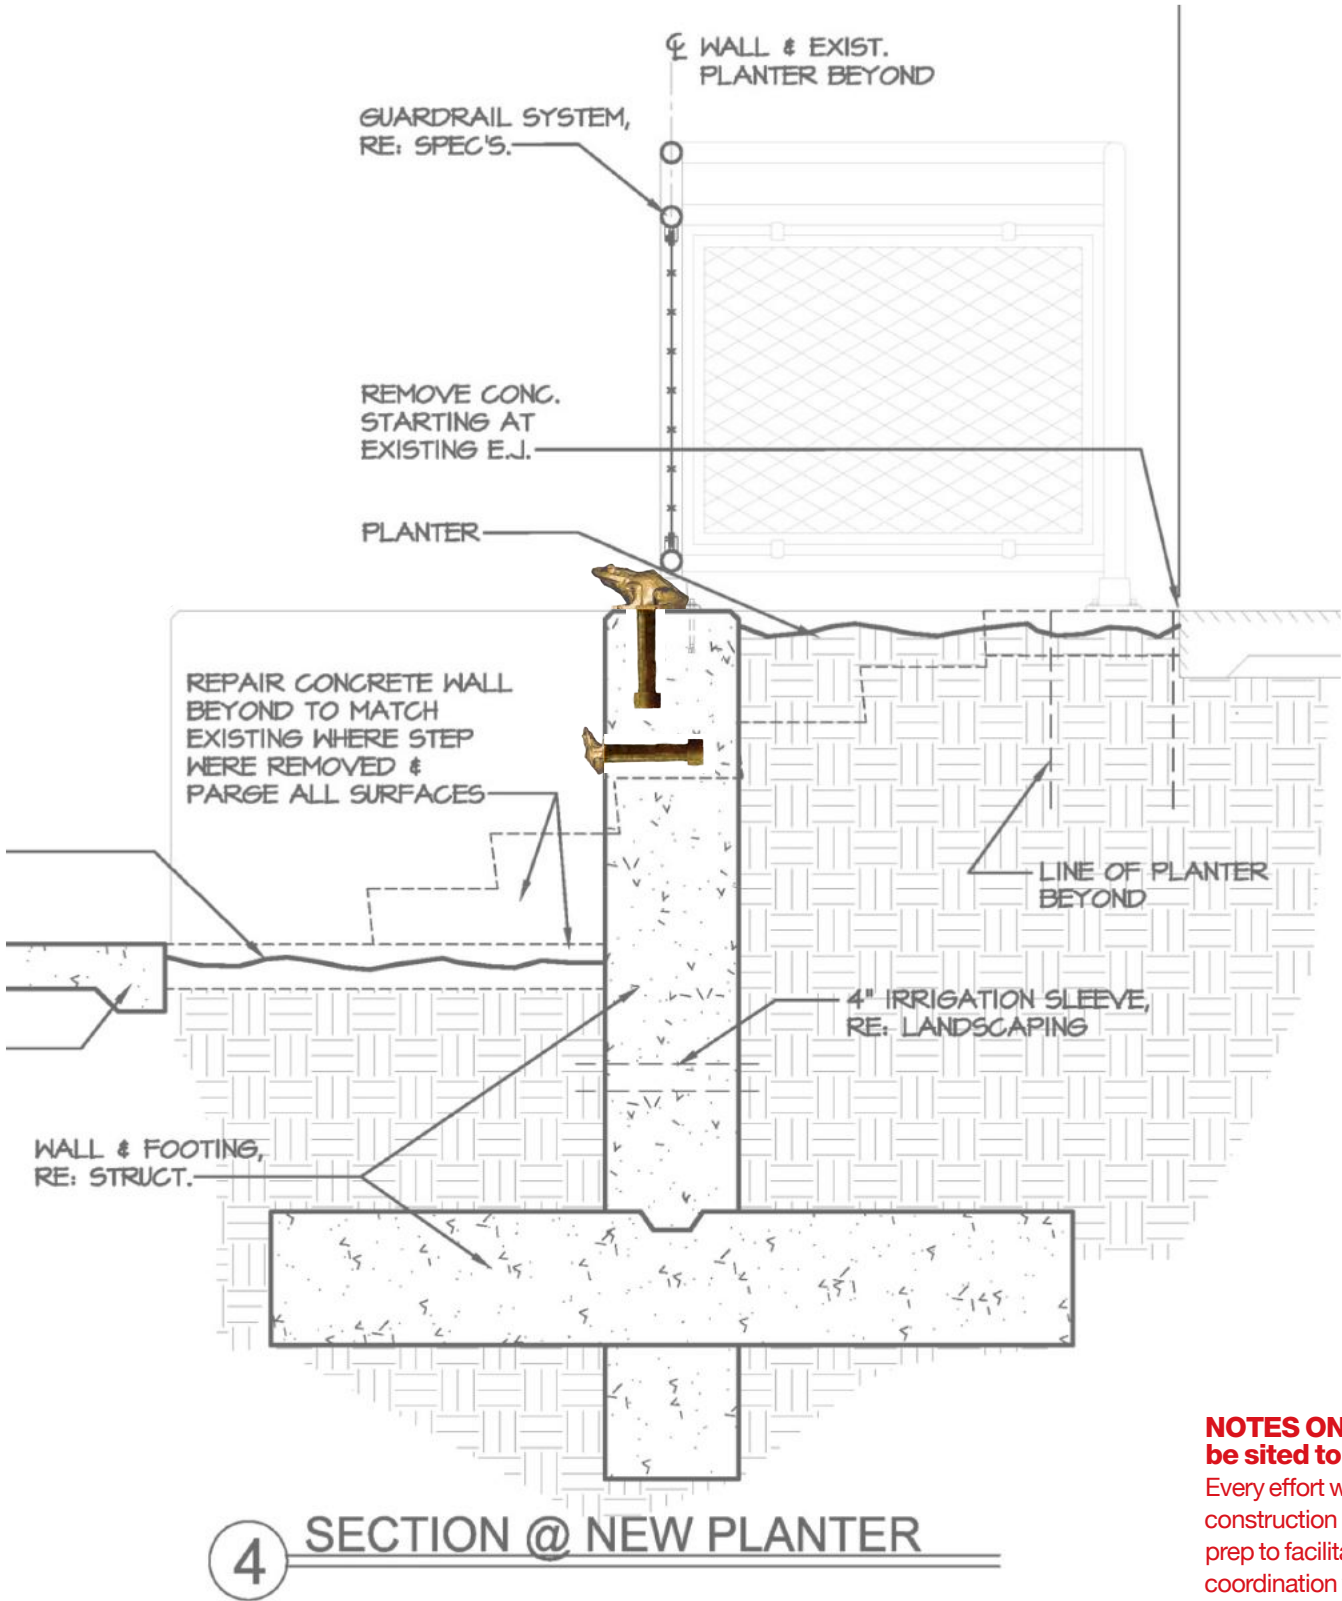 ℄ WALL & EXIST.
PLANTER BEYOND
GUARDRAIL SYSTEM,
RE: SPEC'S.
REMOVE CONC.
STARTING AT
EXISTING E.J.
PLANTER
REPAIR CONCRETE WALL
BEYOND TO MATCH
EXISTING WHERE STEP
WERE REMOVED &
PARGE ALL SURFACES
LINE OF PLANTER
BEYOND
4" IRRIGATION SLEEVE,
RE: LANDSCAPING
WALL & FOOTING,
RE: STRUCT.
4 SECTION @ NEW PLANTER
NOTES ON
be sited to
Every effort w
construction
prep to facilita
coordination